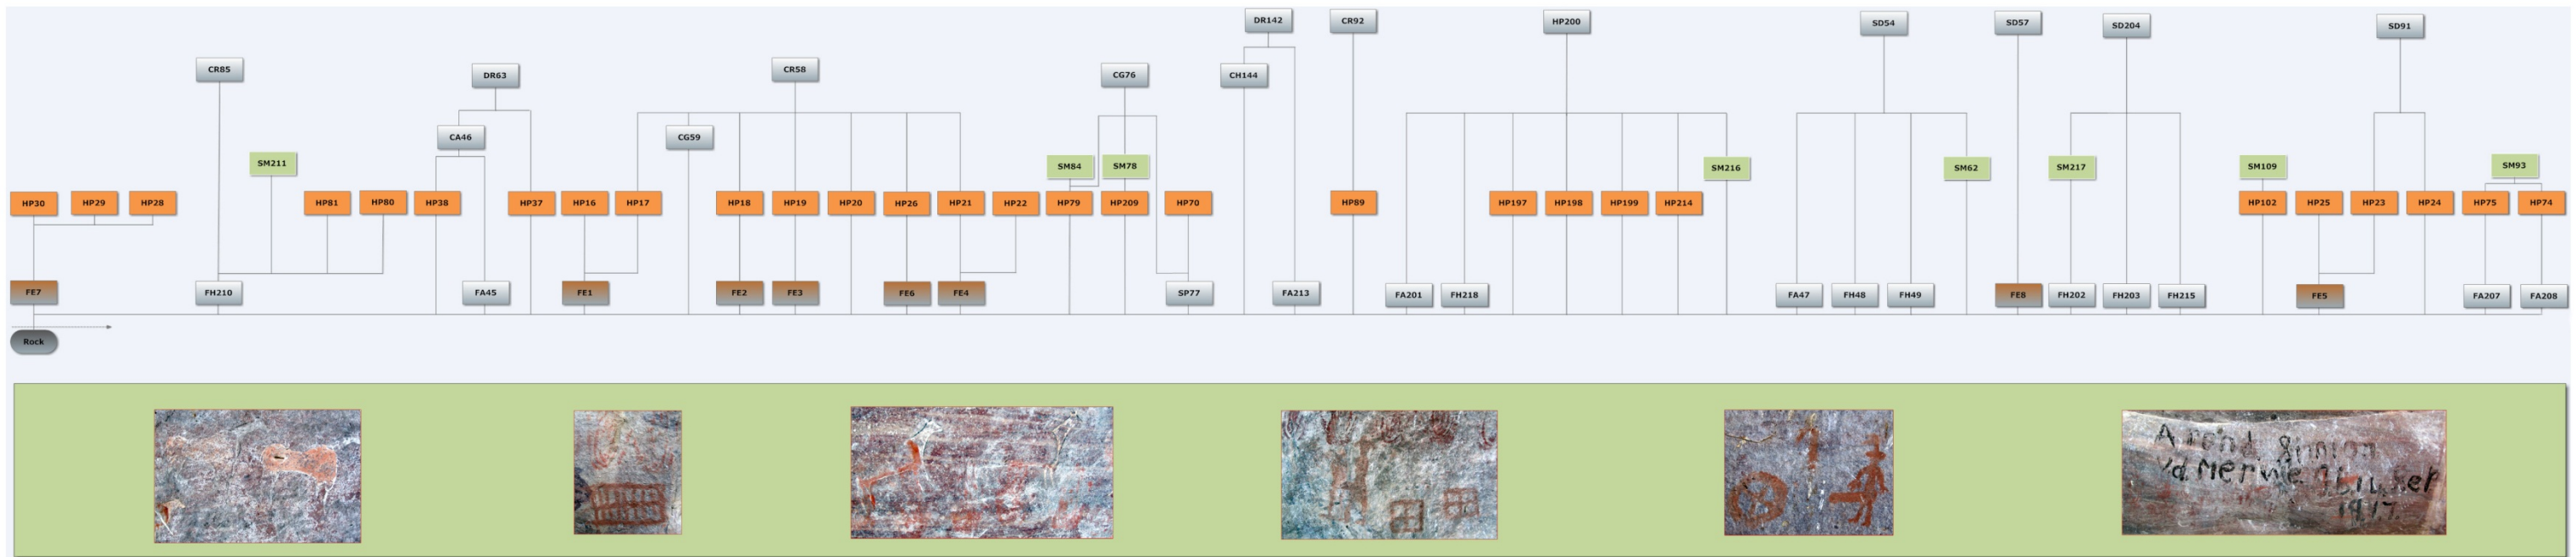 DR142 CR92 HP200 SD54 SD57 SD204 SD91
CR85 DR63 CR58 CG76 CH144
CA46 CG59
SM211 SM84 SM78 SM216 SM62 SM217 SM109 SM93
HP30 HP29 HP28 HP81 HP80 HP38 HP37 HP16 HP17 HP18 HP19 HP20 HP26 HP21 HP22 HP79 HP209 HP70 HP89 HP197 HP198 HP199 HP214 HP102 HP25 HP23 HP24 HP75 HP74
FE7 FH210 FA45 FE1 FE2 FE3 FE6 FE4 SP77 FA213 FA201 FH218 FA47 FH48 FH49 FE8 FH202 FH203 FH215 FE5 FA207 FA208
Rock
Merwe
1917